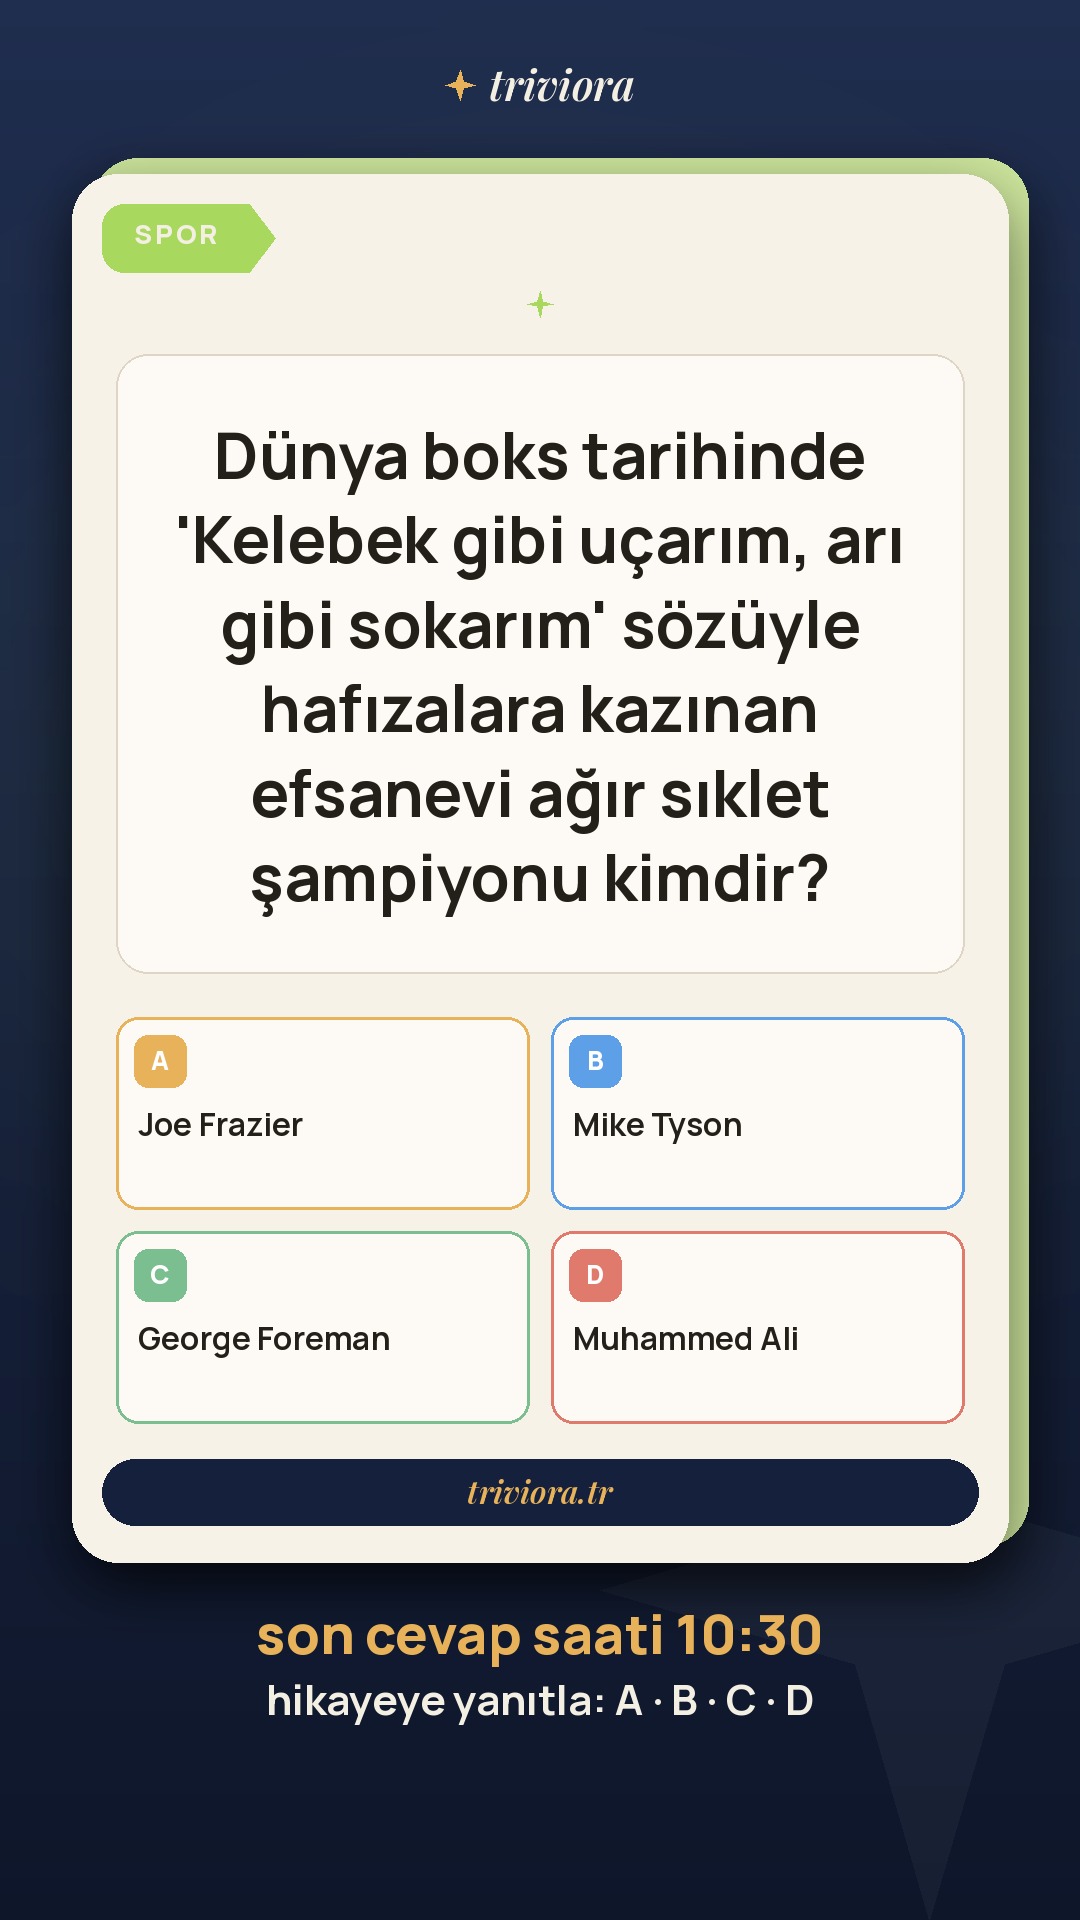 triviora
SPOR
Dünya boks tarihinde
'Kelebek gibi uçarım, arı
gibi sokarım' sözüyle
hafızalara kazınan
efsanevi ağır sıklet
şampiyonu kimdir?
A
Joe Frazier
B
Mike Tyson
C
George Foreman
D
Muhammed Ali
triviora.tr
son cevap saati 10:30
hikayeye yanıtla: A · B · C · D